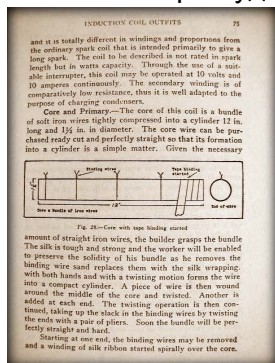 INDUCTION COIL OUTFITS 75
and it is totally different in windings and proportions from
the ordinary spark coil that is intended primarily to give a
long spark. The coil to be described is not rated in spark
length but in watts capacity. Through the use of a suit-
able interrupter, this coil may be operated at 10 volts and
10 amperes continuously. The secondary winding is of
comparatively low resistance, thus it is well adapted to the
purpose of charging condensers.
Core and Primary.—The core of this coil is a bundle
of soft iron wires tightly compressed into a cylinder 12 in.
long and 1½ in. in diameter. The core wire can be pur-
chased ready cut and perfectly straight so that its formation
into a cylinder is a simple matter. Given the necessary
Binding wires
Tape binding
started
12"
Core a bundle of iron wires
End of wire
Fig. 28.—Core with tape binding started
amount of straight iron wires, the builder grasps the bundle
The silk is tough and strong and the worker will be enabled
to preserve the solidity of his bundle as he removes the
binding wire sand replaces them with the silk wrapping.
with both hands and with a twisting motion forms the wire
into a compact cylinder. A piece of wire is then wound
around the middle of the core and twisted. Another is
added at each end. The twisting operation is then con-
tinued, taking up the slack in the binding wires by twisting
the ends with a pair of pliers. Soon the bundle will be per-
fectly straight and hard.
Starting at one end, the binding wires may be removed
and a winding of silk ribbon started spirally over the core.